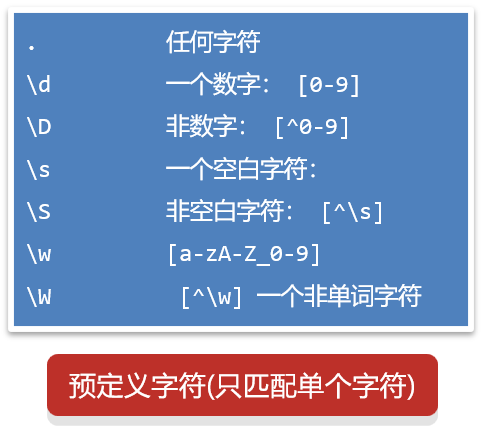 . 任何字符
\d 一个数字： [0-9]
\D 非数字： [^0-9]
\s 一个空白字符：
\S 非空白字符： [^\s]
\w [a-zA-Z_0-9]
\W [^\w] 一个非单词字符
预定义字符(只匹配单个字符)